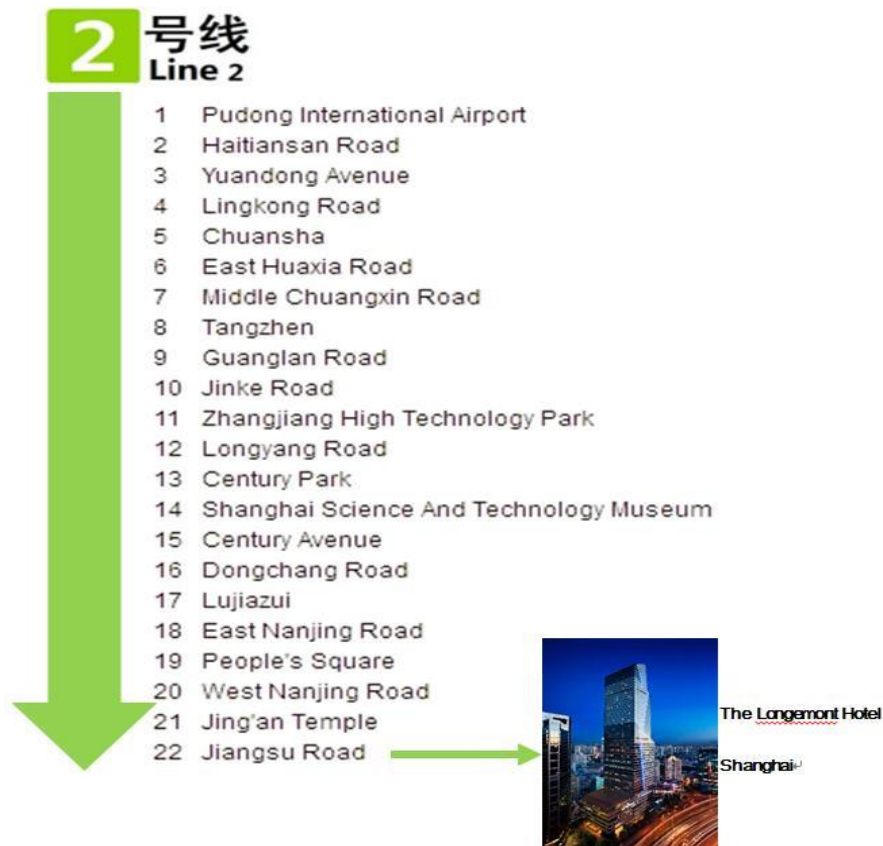 2 号线
Line 2
1 Pudong International Airport
2 Haitiansan Road
3 Yuandong Avenue
4 Lingkong Road
5 Chuansha
6 East Huaxia Road
7 Middle Chuangxin Road
8 Tangzhen
9 Guanglan Road
10 Jinke Road
11 Zhangjiang High Technology Park
12 Longyang Road
13 Century Park
14 Shanghai Science And Technology Museum
15 Century Avenue
16 Dongchang Road
17 Lujiazui
18 East Nanjing Road
19 People's Square
20 West Nanjing Road
21 Jing'an Temple
22 Jiangsu Road
The Longemont Hotel
Shanghai